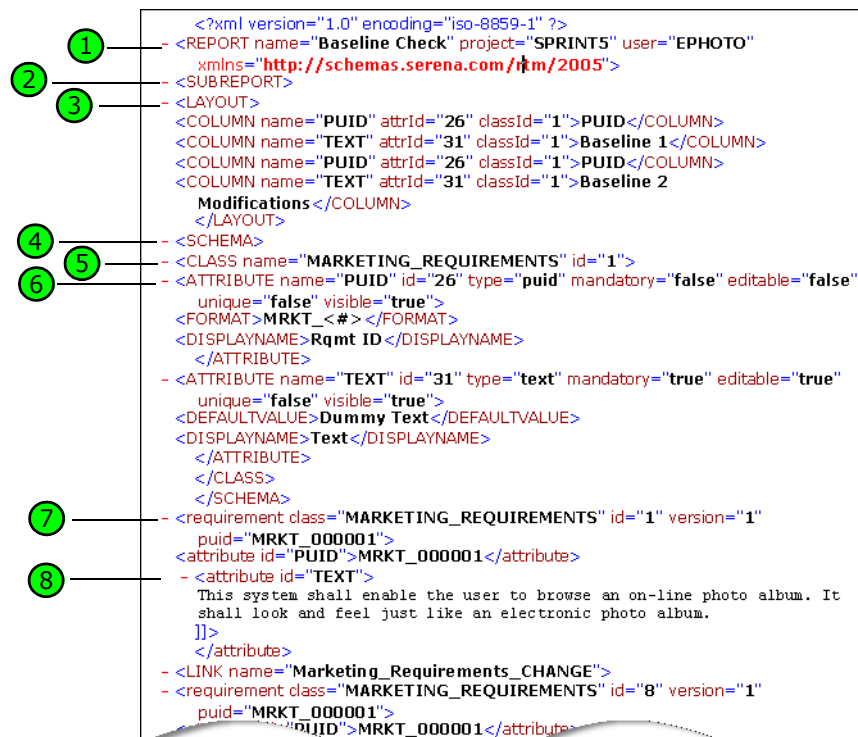 <?xml version="1.0" encoding="iso-8859-1" ?>
1 - <REPORT name="Baseline Check" project="SPRINT5" user="EPHOTO"
xmlns="http://schemas.serena.com/rtm/2005">
2 - <SUBREPORT>
3 - <LAYOUT>
<COLUMN name="PUID" attrId="26" classId="1">PUID</COLUMN>
<COLUMN name="TEXT" attrId="31" classId="1">Baseline 1</COLUMN>
<COLUMN name="PUID" attrId="26" classId="1">PUID</COLUMN>
<COLUMN name="TEXT" attrId="31" classId="1">Baseline 2
Modifications</COLUMN>
</LAYOUT>
4 - <SCHEMA>
5 - <CLASS name="MARKETING_REQUIREMENTS" id="1">
6 - <ATTRIBUTE name="PUID" id="26" type="puid" mandatory="false" editable="false"
unique="false" visible="true">
<FORMAT>MRKT_<#></FORMAT>
<DISPLAYNAME>Rqmt ID</DISPLAYNAME>
</ATTRIBUTE>
- <ATTRIBUTE name="TEXT" id="31" type="text" mandatory="true" editable="true"
unique="false" visible="true">
<DEFAULTVALUE>Dummy Text</DEFAULTVALUE>
<DISPLAYNAME>Text</DISPLAYNAME>
</ATTRIBUTE>
</CLASS>
</SCHEMA>
7 - <requirement class="MARKETING_REQUIREMENTS" id="1" version="1"
puid="MRKT_000001">
<attribute id="PUID">MRKT_000001</attribute>
8 - <attribute id="TEXT">
This system shall enable the user to browse an on-line photo album. It
shall look and feel just like an electronic photo album.
]]>
</attribute>
- <LINK name="Marketing_Requirements_CHANGE">
- <requirement class="MARKETING_REQUIREMENTS" id="8" version="1"
puid="MRKT_000001">
PUID">MRKT_000001</attribute>